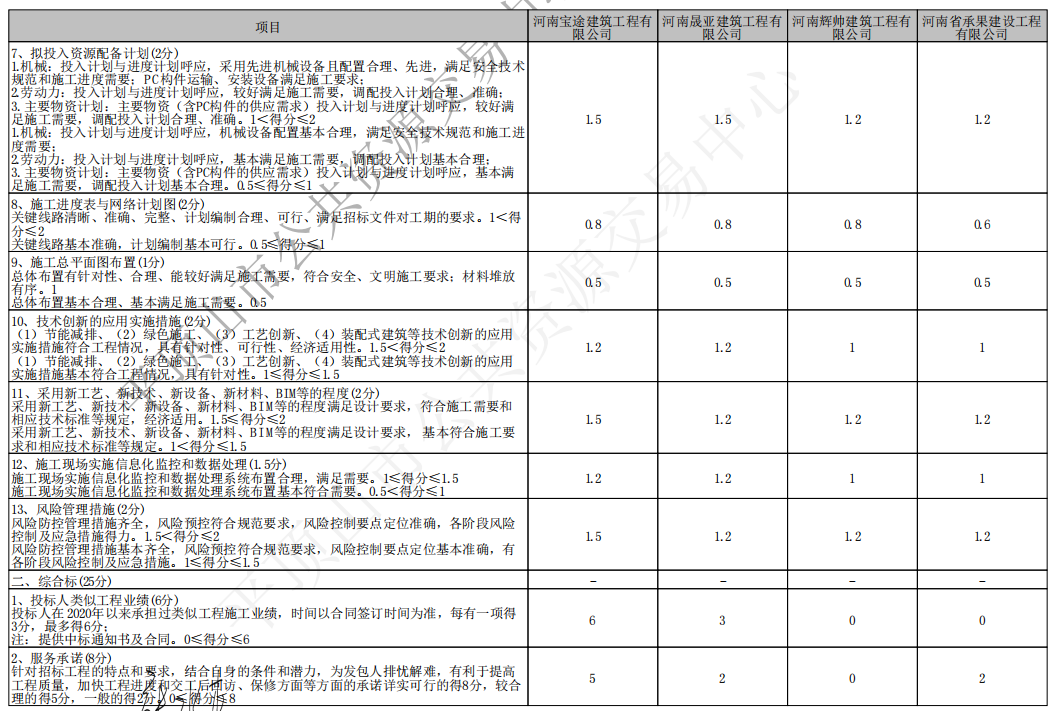 项目 河南宝途建筑工程有限公司 河南晟亚建筑工程有限公司 河南辉帅建筑工程有限公司 河南省承果建设工程有限公司
7、拟投入资源配备计划(2分)
1.机械：投入计划与进度计划呼应，采用先进机械设备且配置合理、先进，满足安全技术
规范和施工进度需要；PC构件运输、安装设备满足施工要求；
2.劳动力：投入计划与进度计划呼应，较好满足施工需要，调配投入计划合理、准确；
3.主要物资计划：主要物资（含PC构件的供应需求）投入计划与进度计划呼应，较好满
足施工需要，调配投入计划合理、准确。1＜得分≤2
1.机械：投入计划与进度计划呼应，机械设备配置基本合理，满足安全技术规范和施工进
度需要；
2.劳动力：投入计划与进度计划呼应，基本满足施工需要，调配投入计划基本合理；
3.主要物资计划：主要物资（含PC构件的供应需求）投入计划与进度计划呼应，基本满
足施工需要，调配投入计划基本合理。0.5≤得分≤1
1.5 1.5 1.2 1.2
8、施工进度表与网络计划图(2分)
关键线路清晰、准确、完整、计划编制合理、可行、满足招标文件对工期的要求。1＜得
分≤2
关键线路基本准确，计划编制基本可行。0.5≤得分≤1
0.8 0.8 0.8 0.6
9、施工总平面图布置(1分)
总体布置有针对性、合理、能较好满足施工需要，符合安全、文明施工要求；材料堆放
有序。1
总体布置基本合理、基本满足施工需要。0.5
0.5 0.5 0.5 0.5
10、技术创新的应用实施措施(2分)
（1）节能减排、（2）绿色施工、（3）工艺创新、（4）装配式建筑等技术创新的应用
实施措施符合工程情况，具有针对性、可行性、经济适用性。1.5＜得分≤2
（1）节能减排、（2）绿色施工、（3）工艺创新、（4）装配式建筑等技术创新的应用
实施措施基本符合工程情况，具有针对性。1≤得分≤1.5
1.2 1.2 1 1
11、采用新工艺、新技术、新设备、新材料、BIM等的程度(2分)
采用新工艺、新技术、新设备、新材料、BIM等的程度满足设计要求，符合施工需要和
相应技术标准等规定，经济适用。1.5≤得分≤2
采用新工艺、新技术、新设备、新材料、BIM等的程度满足设计要求， 基本符合施工要
求和相应技术标准等规定。1＜得分≤1.5
1.5 1.2 1.2 1.2
12、施工现场实施信息化监控和数据处理(1.5分)
施工现场实施信息化监控和数据处理系统布置合理，满足需要。1≤得分≤1.5
施工现场实施信息化监控和数据处理系统布置基本符合需要。0.5＜得分≤1
1.2 1.2 1 1
13、风险管理措施(2分)
风险防控管理措施齐全，风险预控符合规范要求，风险控制要点定位准确，各阶段风险
控制及应急措施得力。1.5＜得分≤2
风险防控管理措施基本齐全，风险预控符合规范要求，风险控制要点定位基本准确，有
各阶段风险控制及应急措施。1≤得分≤1.5
1.5 1.2 1.2 1.2
二、综合标(25分) － － － －
1、投标人类似工程业绩(6分)
投标人在2020年以来承担过类似工程施工业绩，时间以合同签订时间为准，每有一项得
3分，最多得6分；
注：提供中标通知书及合同。0≤得分≤6
6 3 0 0
2、服务承诺(8分)
针对招标工程的特点和要求，结合自身的条件和潜力，为发包人排忧解难，有利于提高
工程质量，加快工程进度和交工后回访、保修方面等方面的承诺详实可行的得8分，较合
理的得5分，一般的得2分。0≤得分≤8
5 2 0 2
平顶山市公共资源交易中心
平顶山市公共资源交易中心